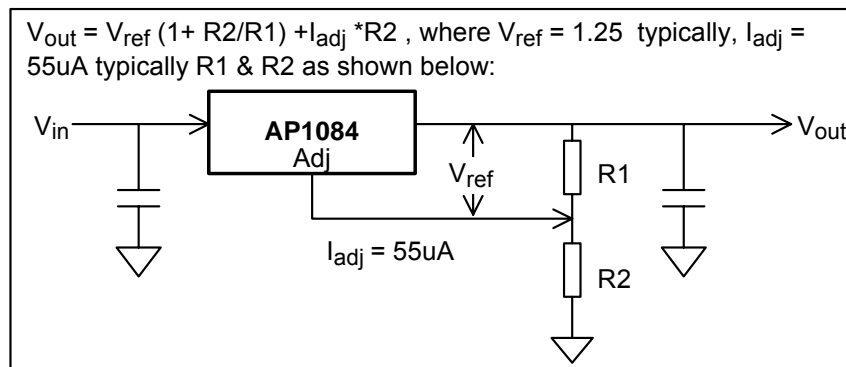 Vout = Vref (1+ R2/R1) +Iadj *R2 , where Vref = 1.25  typically, Iadj =
55uA typically R1 & R2 as shown below:
Vin
AP1084
Adj
Vref
R1
Vout
Iadj = 55uA
R2